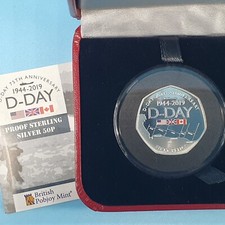 D-DAY 75TH ANNIVERSARY
1944-2019
D-DAY
PROOF STERLING
SILVER 50P
British
Pobjoy Mint
1944-2019
D-DAY